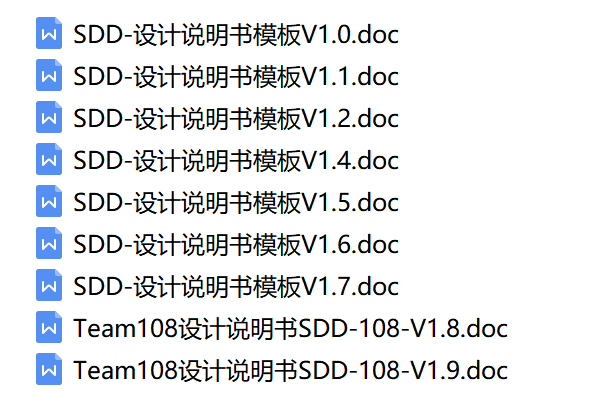 SDD-设计说明书模板V1.0.doc
SDD-设计说明书模板V1.1.doc
SDD-设计说明书模板V1.2.doc
SDD-设计说明书模板V1.4.doc
SDD-设计说明书模板V1.5.doc
SDD-设计说明书模板V1.6.doc
SDD-设计说明书模板V1.7.doc
Team108设计说明书SDD-108-V1.8.doc
Team108设计说明书SDD-108-V1.9.doc